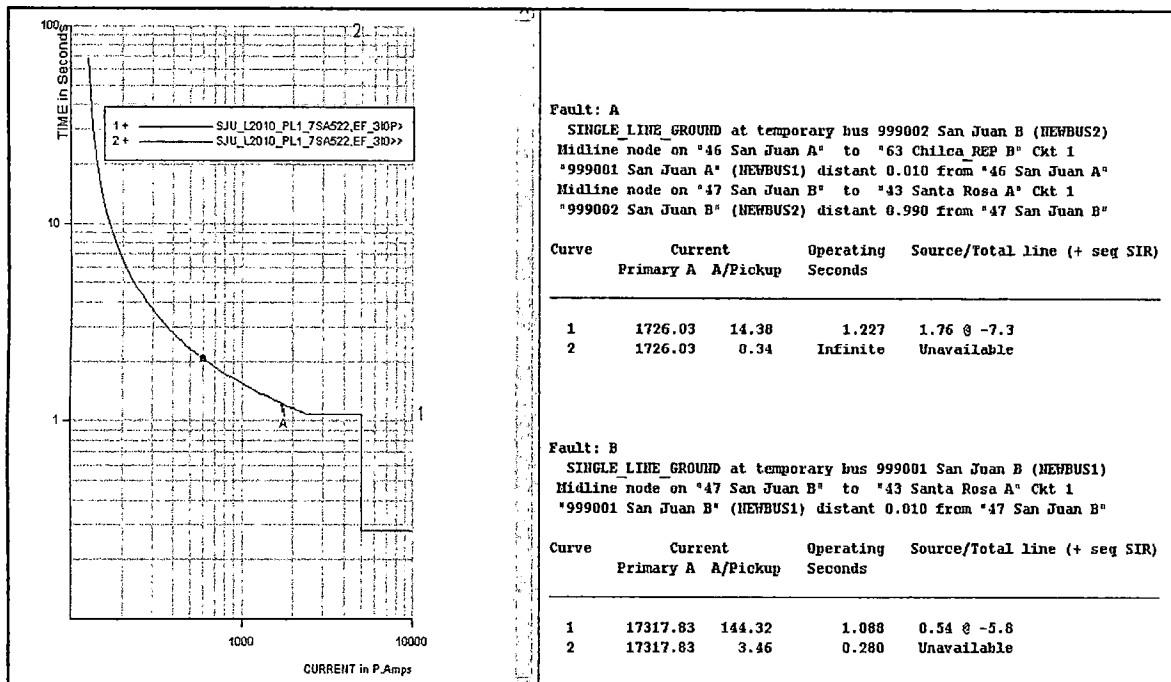 100
2
TIME in Seconds
1 + SJU_L2010_PL1_7SA522,EF_3I0P>
2 + SJU_L2010_PL1_7SA522,EF_3I0>>
10
1
A
1
1000
10000
CURRENT in P.Amps
Fault: A
SINGLE_LINE_GROUND at temporary bus 999002 San Juan B (NEWBUS2)
Midline node on "46 San Juan A" to "63 Chilca_REP B" Ckt 1
"999001 San Juan A" (NEWBUS1) distant 0.010 from "46 San Juan A"
Midline node on "47 San Juan B" to "43 Santa Rosa A" Ckt 1
"999002 San Juan B" (NEWBUS2) distant 0.990 from "47 San Juan B"
Curve Current Operating Source/Total line (+ seq SIR)
Primary A A/Pickup Seconds
1 1726.03 14.38 1.227 1.76 @ -7.3
2 1726.03 0.34 Infinite Unavailable
Fault: B
SINGLE_LINE_GROUND at temporary bus 999001 San Juan B (NEWBUS1)
Midline node on "47 San Juan B" to "43 Santa Rosa A" Ckt 1
"999001 San Juan B" (NEWBUS1) distant 0.010 from "47 San Juan B"
Curve Current Operating Source/Total line (+ seq SIR)
Primary A A/Pickup Seconds
1 17317.83 144.32 1.088 0.54 @ -5.8
2 17317.83 3.46 0.280 Unavailable